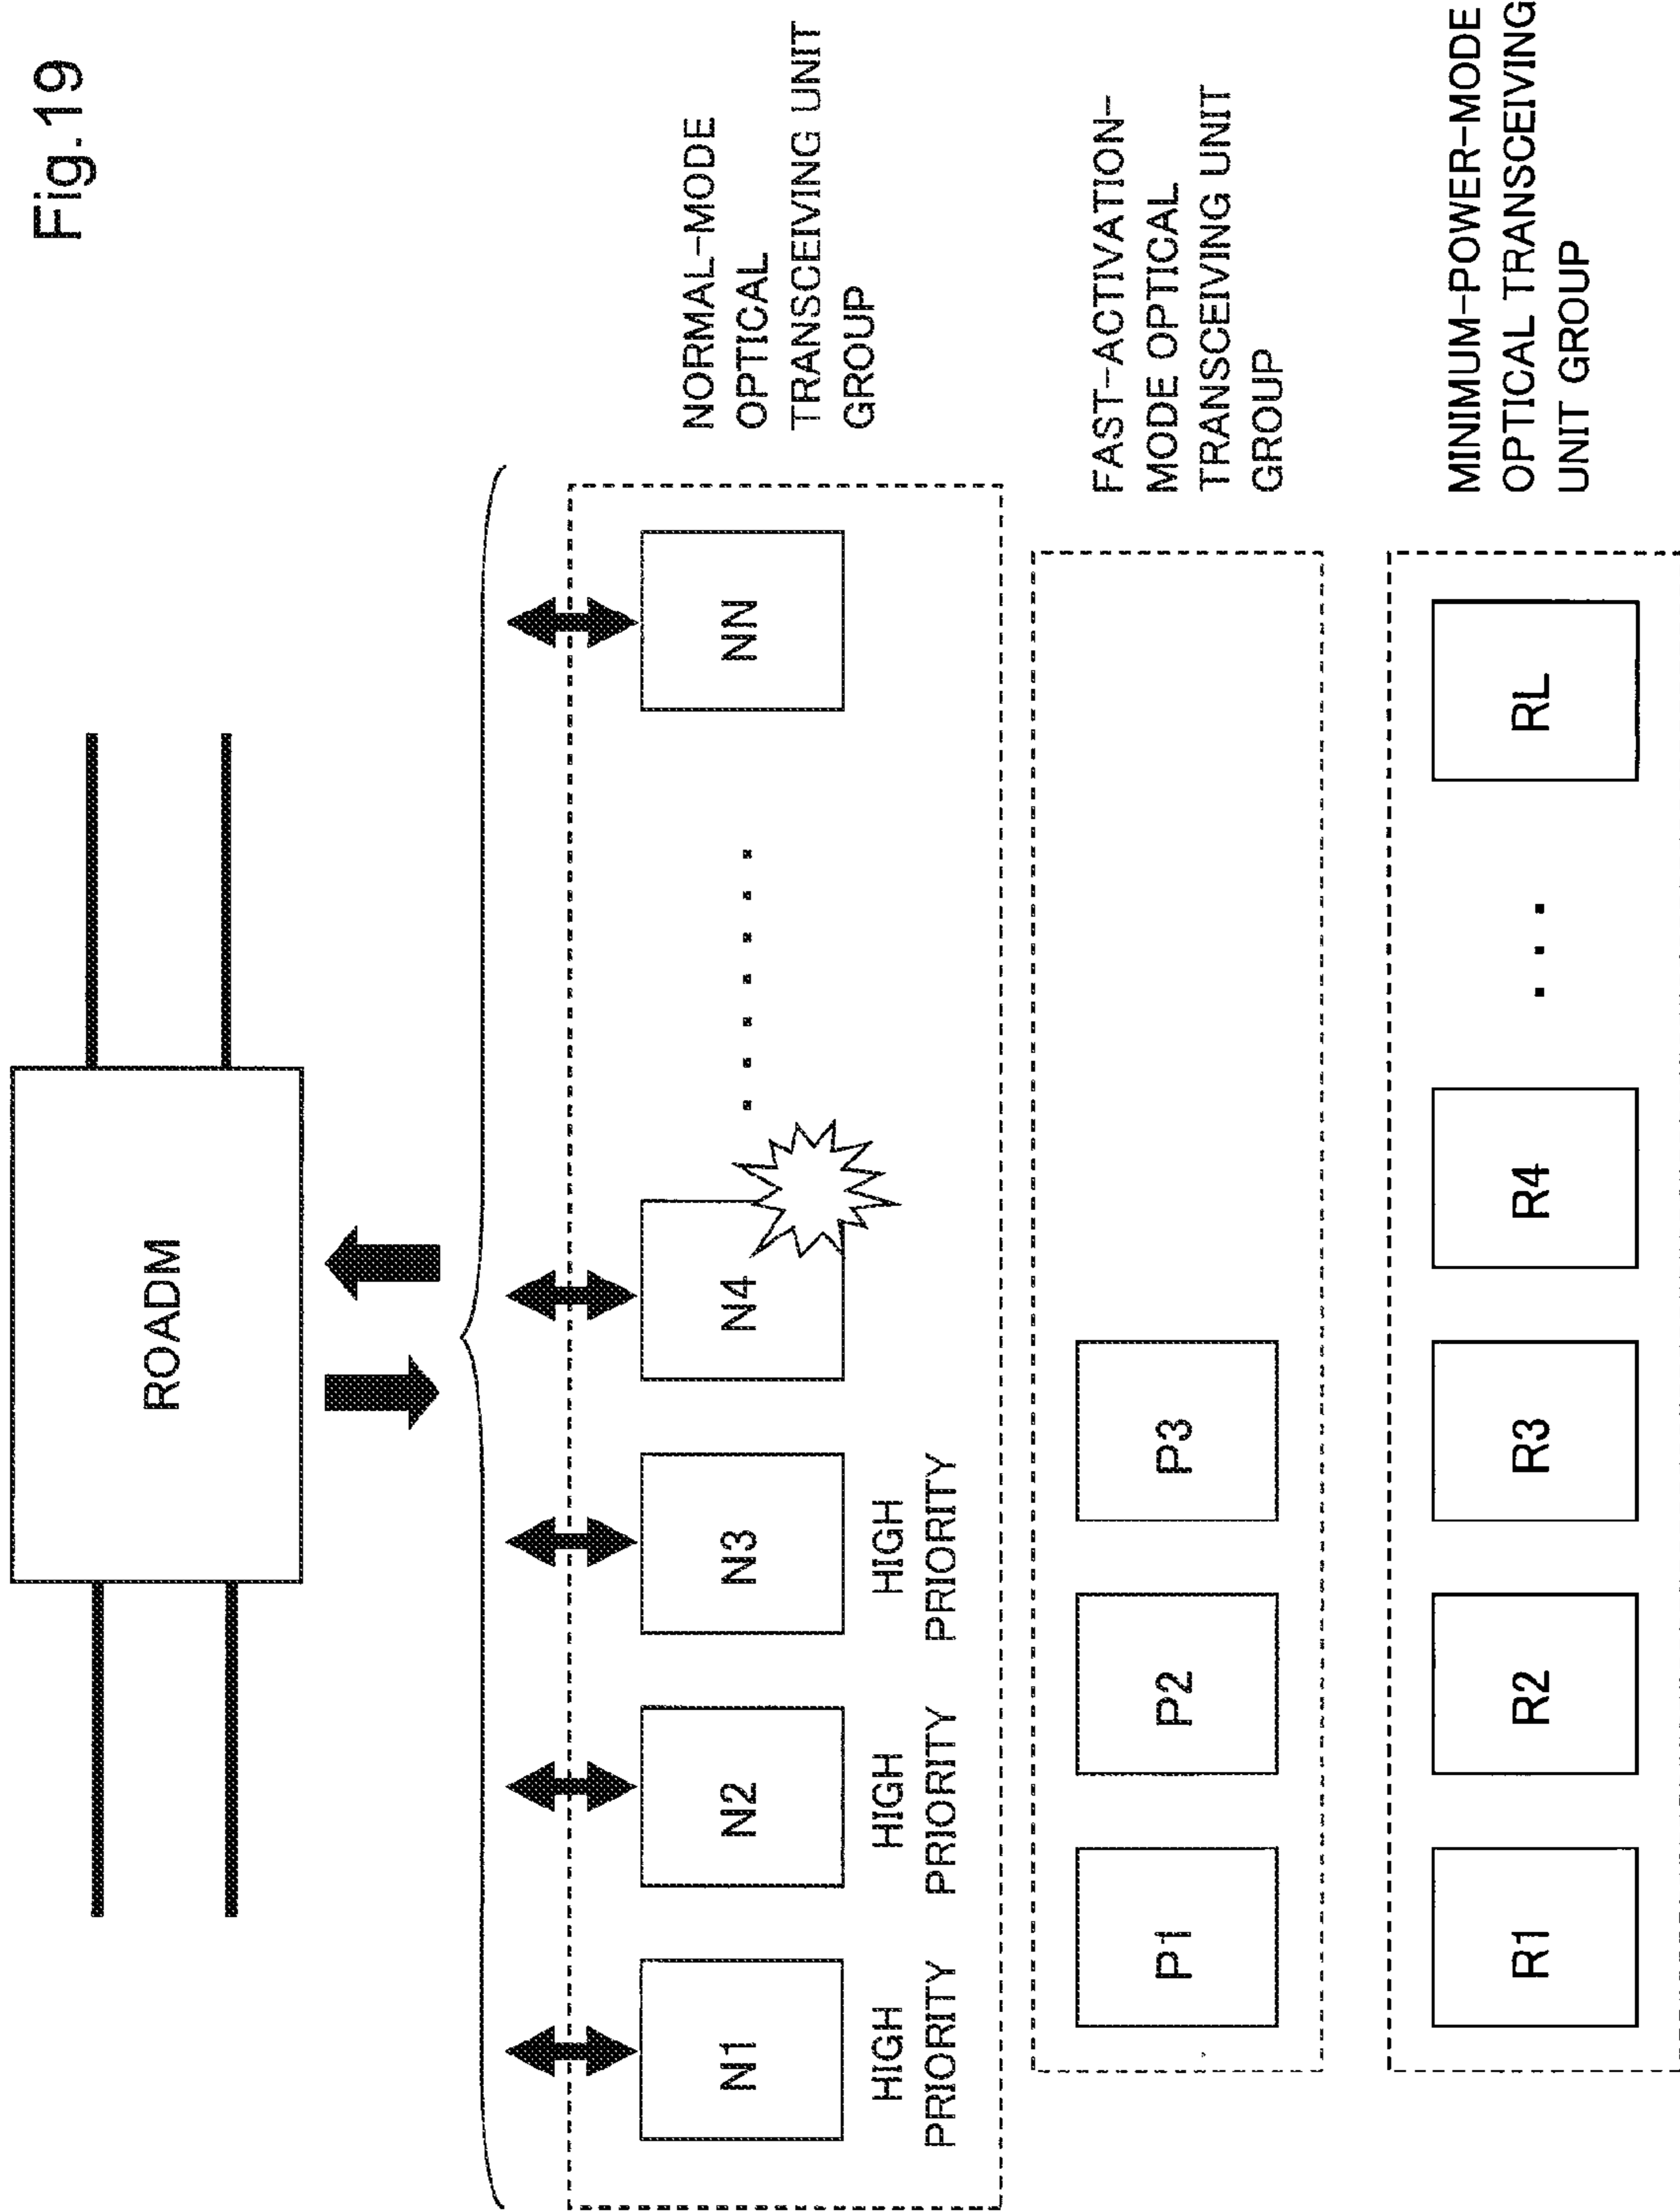 Fig.19
ROADM
N1
N2
N3
N4
NN
HIGH
PRIORITY
HIGH
PRIORITY
HIGH
PRIORITY
NORMAL-MODE
OPTICAL
TRANSCEIVING UNIT
GROUP
P1
P2
P3
FAST-ACTIVATION-
MODE OPTICAL
TRANSCEIVING UNIT
GROUP
R1
R2
R3
R4
RL
MINIMUM-POWER-MODE
OPTICAL TRANSCEIVING
UNIT GROUP